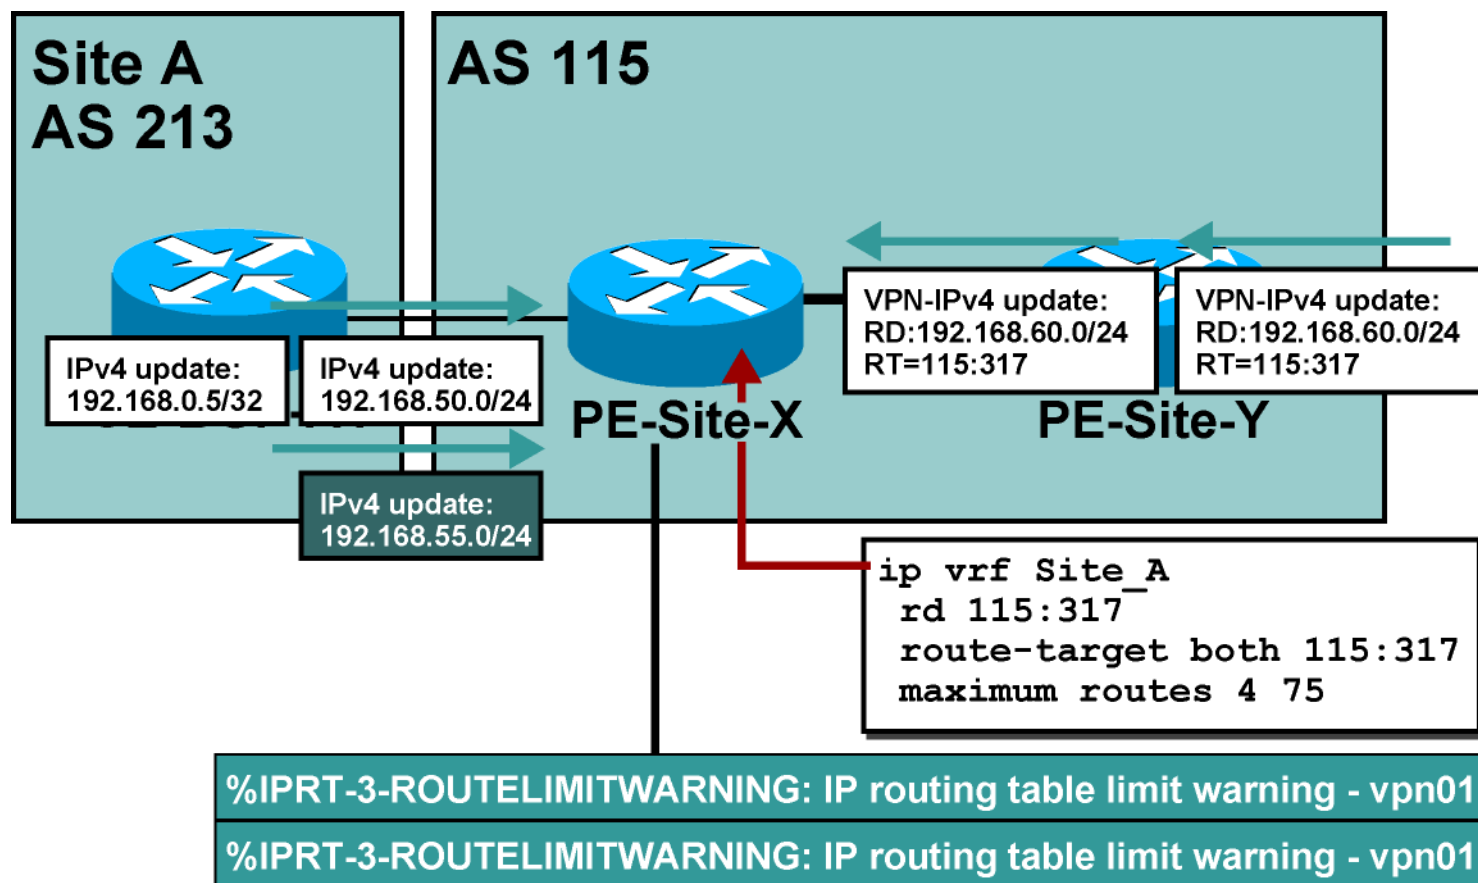 Site A
AS 213
AS 115
IPv4 update:
192.168.0.5/32
IPv4 update:
192.168.50.0/24
IPv4 update:
192.168.55.0/24
PE-Site-X
VPN-IPv4 update:
RD:192.168.60.0/24
RT=115:317
VPN-IPv4 update:
RD:192.168.60.0/24
RT=115:317
PE-Site-Y
ip vrf Site_A
rd 115:317
route-target both 115:317
maximum routes 4 75
%IPRT-3-ROUTELIMITWARNING: IP routing table limit warning - vpn01
%IPRT-3-ROUTELIMITWARNING: IP routing table limit warning - vpn01